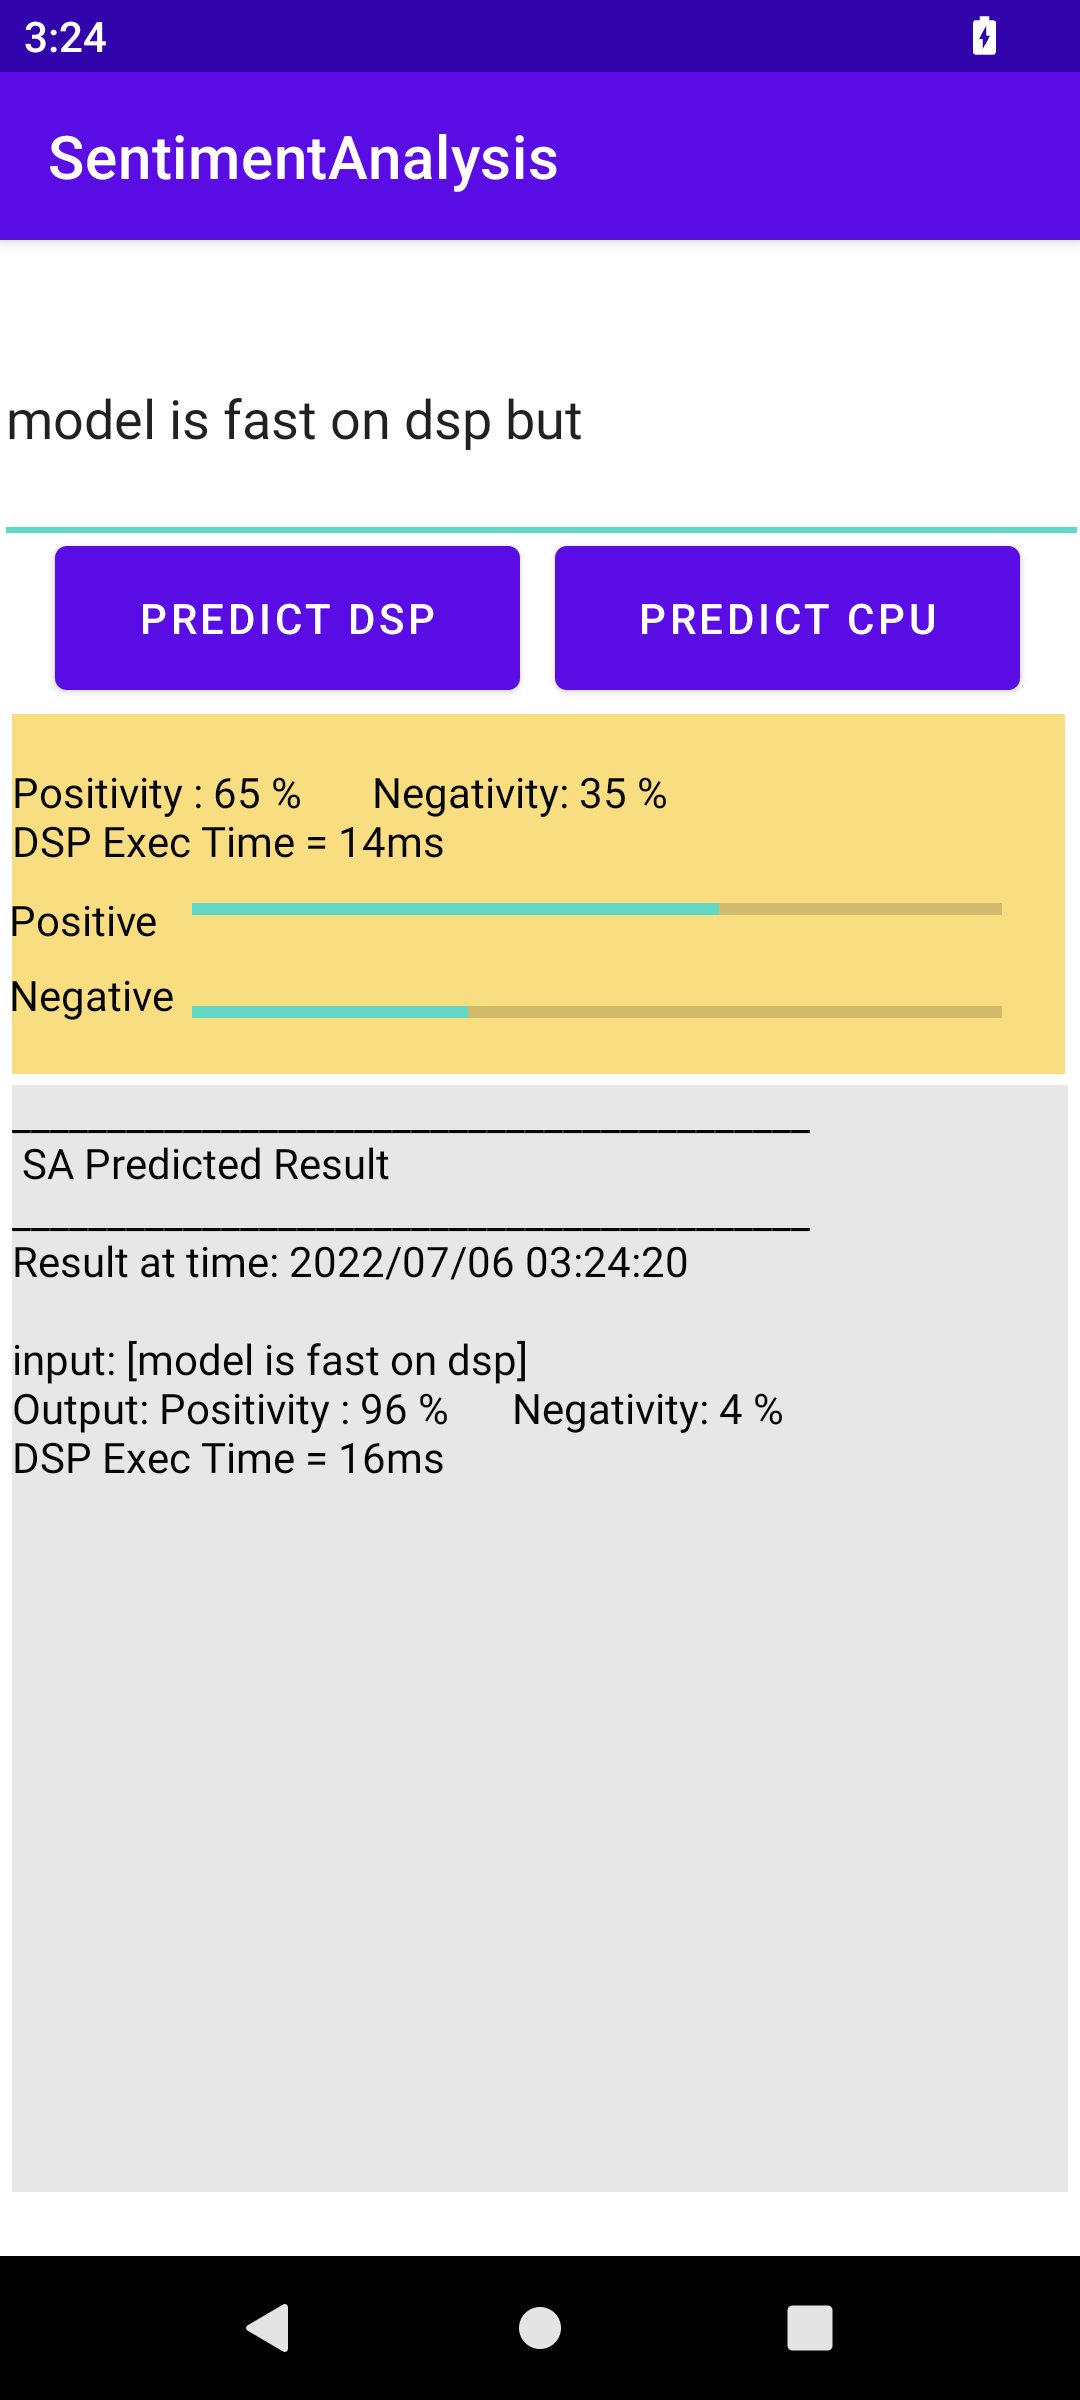 3:24
SentimentAnalysis
model is fast on dsp but
PREDICT DSP PREDICT CPU
Positivity : 65 % Negativity: 35 %
DSP Exec Time = 14ms
Positive
Negative
__________________________________________
SA Predicted Result
__________________________________________
Result at time: 2022/07/06 03:24:20
input: [model is fast on dsp]
Output: Positivity : 96 % Negativity: 4 %
DSP Exec Time = 16ms